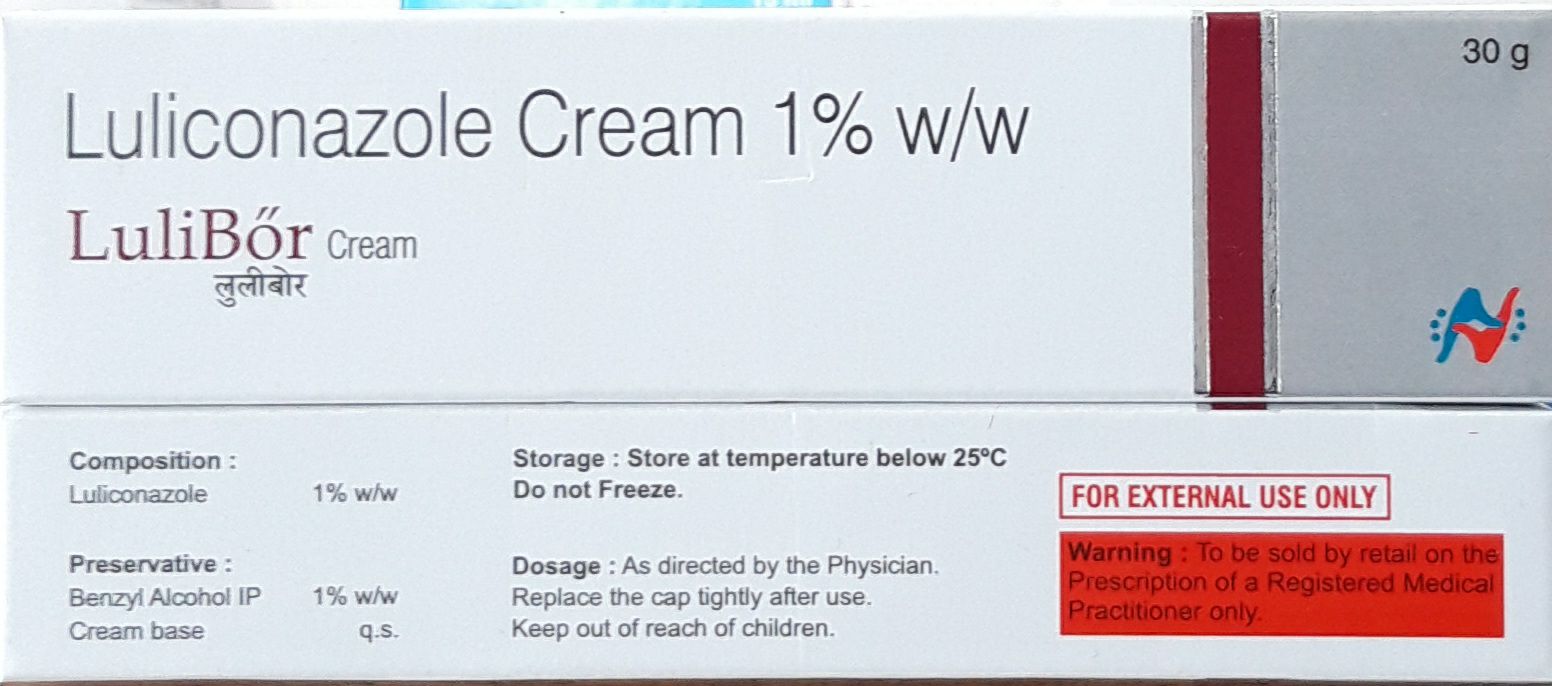 30 g
Luliconazole Cream 1% w/w
LuliBőr Cream
लुलीबोर
Composition :
Luliconazole 1% w/w
Preservative :
Benzyl Alcohol IP 1% w/w
Cream base q.s.
Storage : Store at temperature below 25ºC
Do not Freeze.
Dosage : As directed by the Physician.
Replace the cap tightly after use.
Keep out of reach of children.
FOR EXTERNAL USE ONLY
Warning : To be sold by retail on the
Prescription of a Registered Medical
Practitioner only.